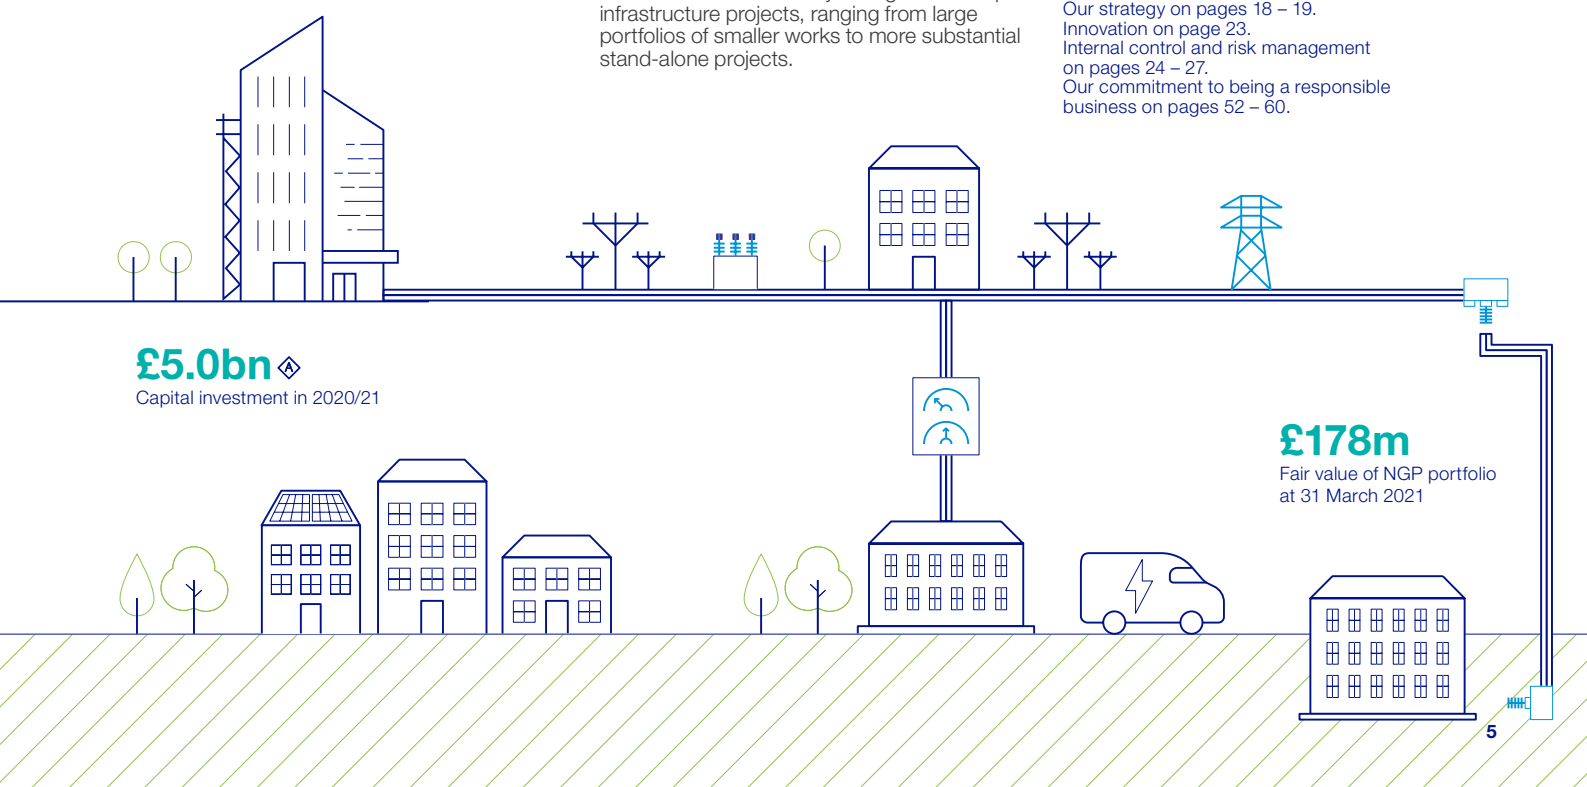 infrastructure projects, ranging from large
portfolios of smaller works to more substantial
stand-alone projects.
Our strategy on pages 18 – 19.
Innovation on page 23.
Internal control and risk management
on pages 24 – 27.
Our commitment to being a responsible
business on pages 52 – 60.
£5.0bn A
Capital investment in 2020/21
£178m
Fair value of NGP portfolio
at 31 March 2021
5